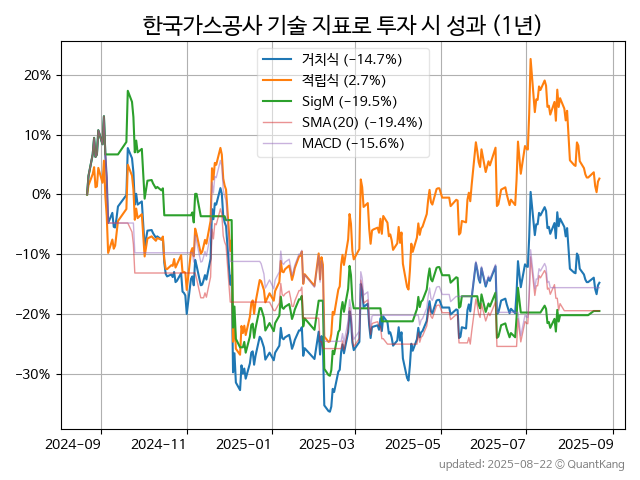 한국가스공사 기술 지표로 투자 시 성과 (1년)
거치식 (−14.7%)
적립식 (2.7%)
SigM (−19.5%)
SMA(20) (−19.4%)
MACD (−15.6%)
20%
10%
0%
−10%
−20%
−30%
2024−09 2024−11 2025−01 2025−03 2025−05 2025−07 2025−09
updated: 2025−08−22 © QuantKang